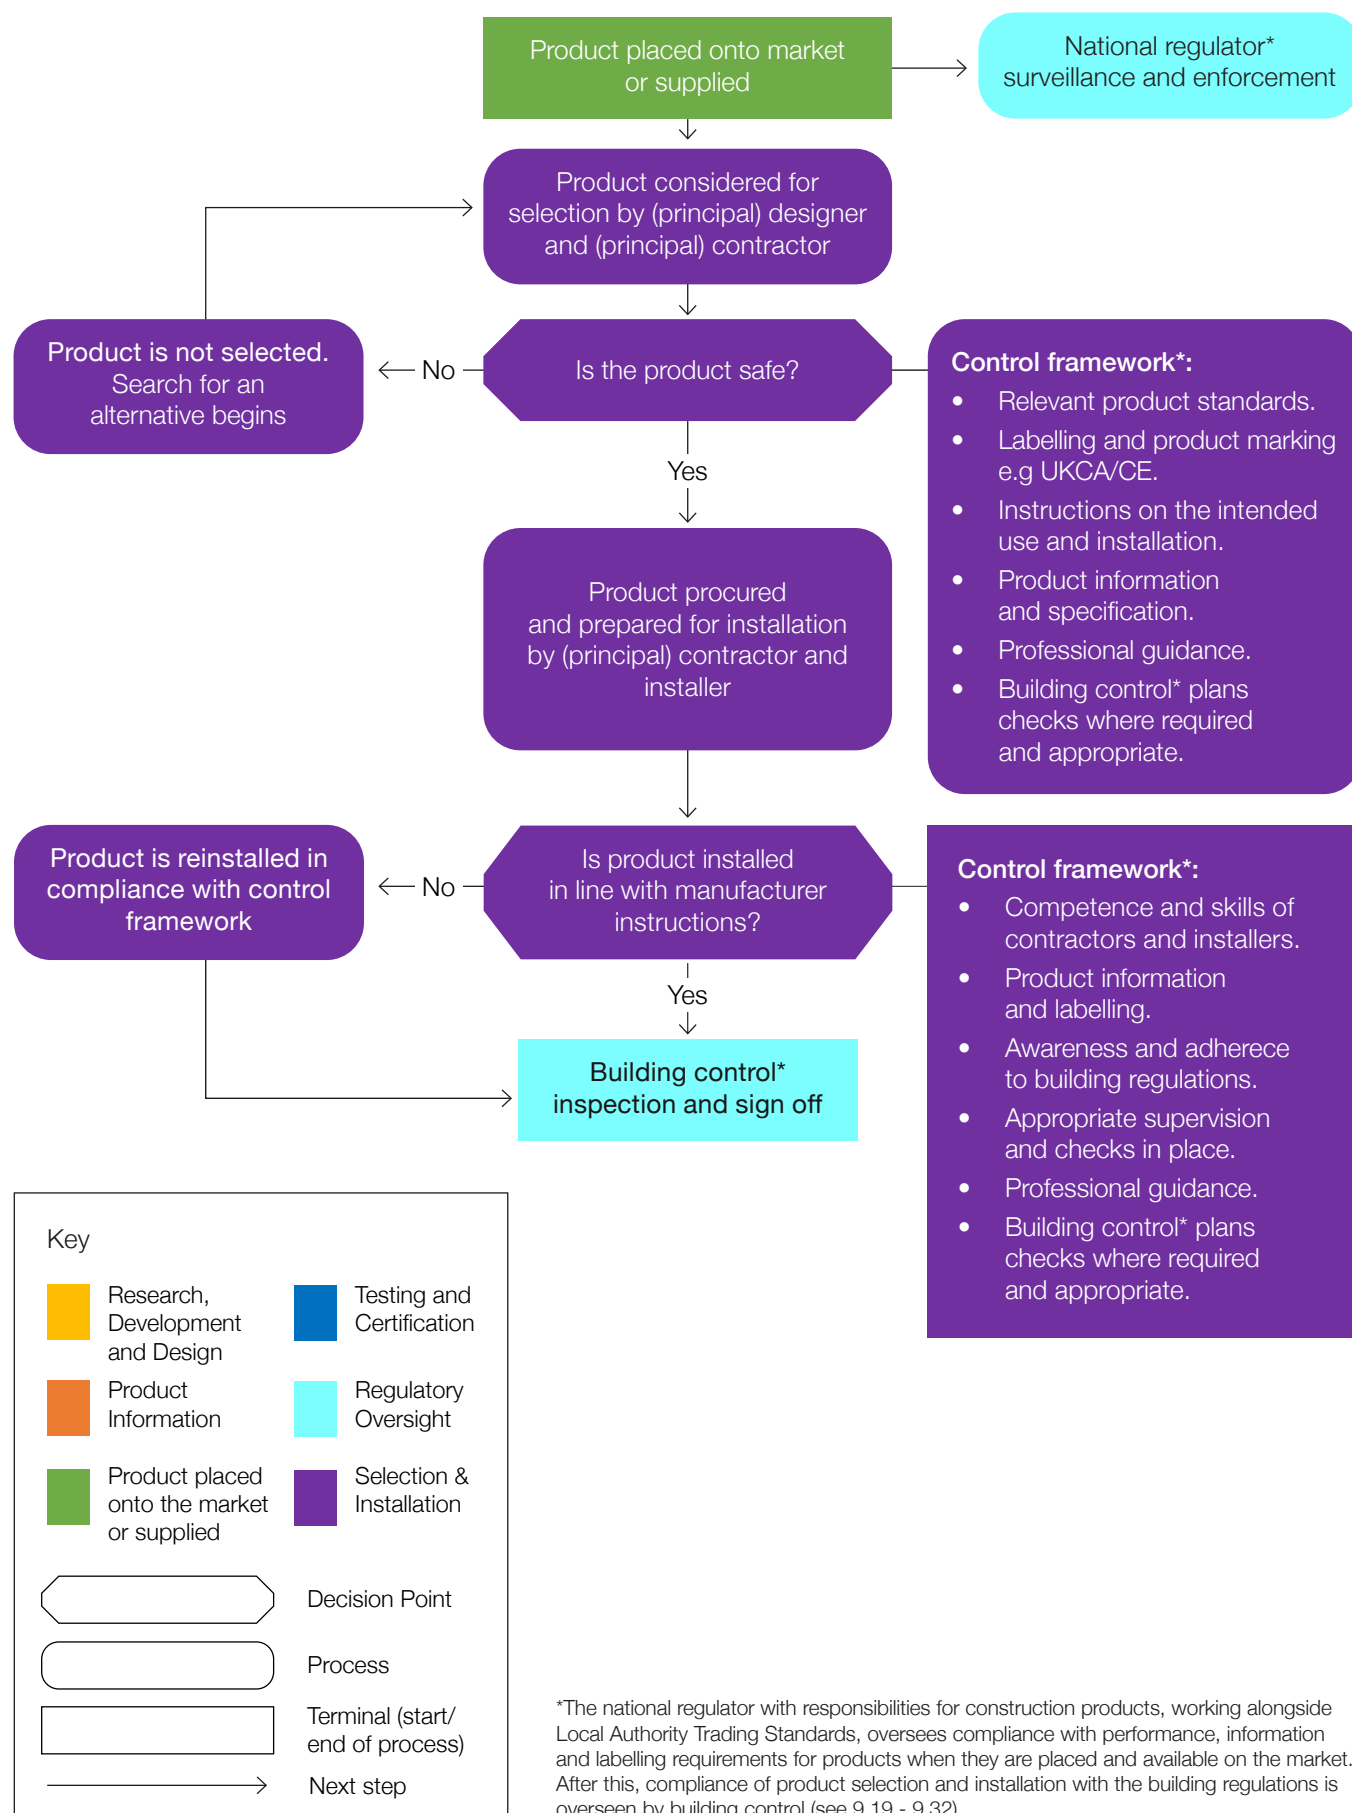 Product placed onto market
or supplied
National regulator*
surveillance and enforcement
Product considered for
selection by (principal) designer
and (principal) contractor
Product is not selected.
Search for an
alternative begins
No
Is the product safe?
Yes
Control framework*:
• Relevant product standards.
• Labelling and product marking
e.g UKCA/CE.
• Instructions on the intended
use and installation.
• Product information
and specification.
• Professional guidance.
• Building control* plans
checks where required
and appropriate.
Product procured
and prepared for installation
by (principal) contractor and
installer
Product is reinstalled in
compliance with control
framework
No
Is product installed
in line with manufacturer
instructions?
Yes
Control framework*:
• Competence and skills of
contractors and installers.
• Product information
and labelling.
• Awareness and adherece
to building regulations.
• Appropriate supervision
and checks in place.
• Professional guidance.
• Building control* plans
checks where required
and appropriate.
Building control*
inspection and sign off
Key
Research,
Development
and Design
Testing and
Certification
Product
Information
Regulatory
Oversight
Product placed
onto the market
or supplied
Selection &
Installation
Decision Point
Process
Terminal (start/
end of process)
Next step
*The national regulator with responsibilities for construction products, working alongside
Local Authority Trading Standards, oversees compliance with performance, information
and labelling requirements for products when they are placed and available on the market.
After this, compliance of product selection and installation with the building regulations is
overseen by building control (see 9.19 - 9.32)